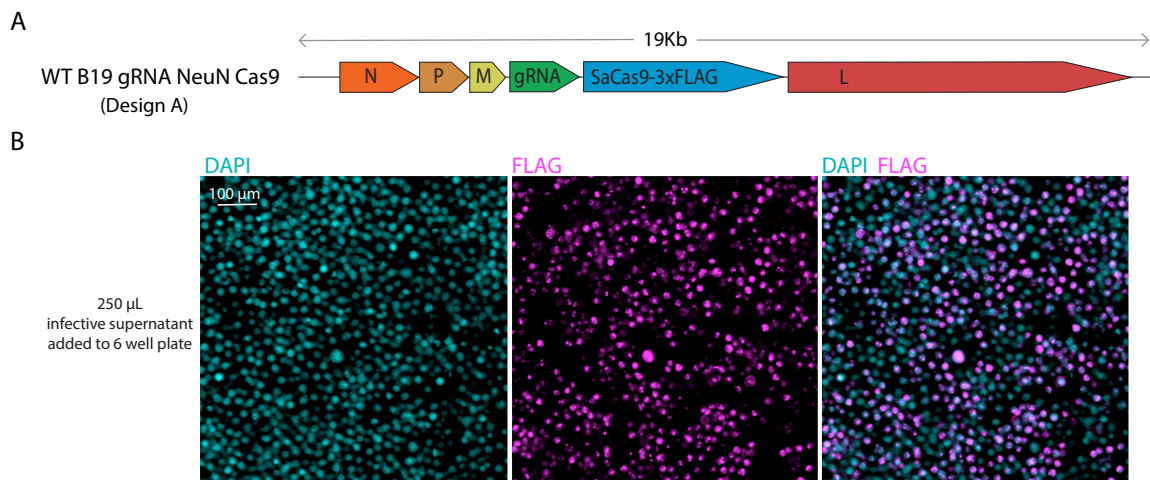 A
19Kb
WT B19 gRNA NeuN Cas9
(Design A)
N P M gRNA SaCas9-3xFLAG L
B
DAPI FLAG DAPI FLAG
100 µm
250 µL
infective supernatant
added to 6 well plate